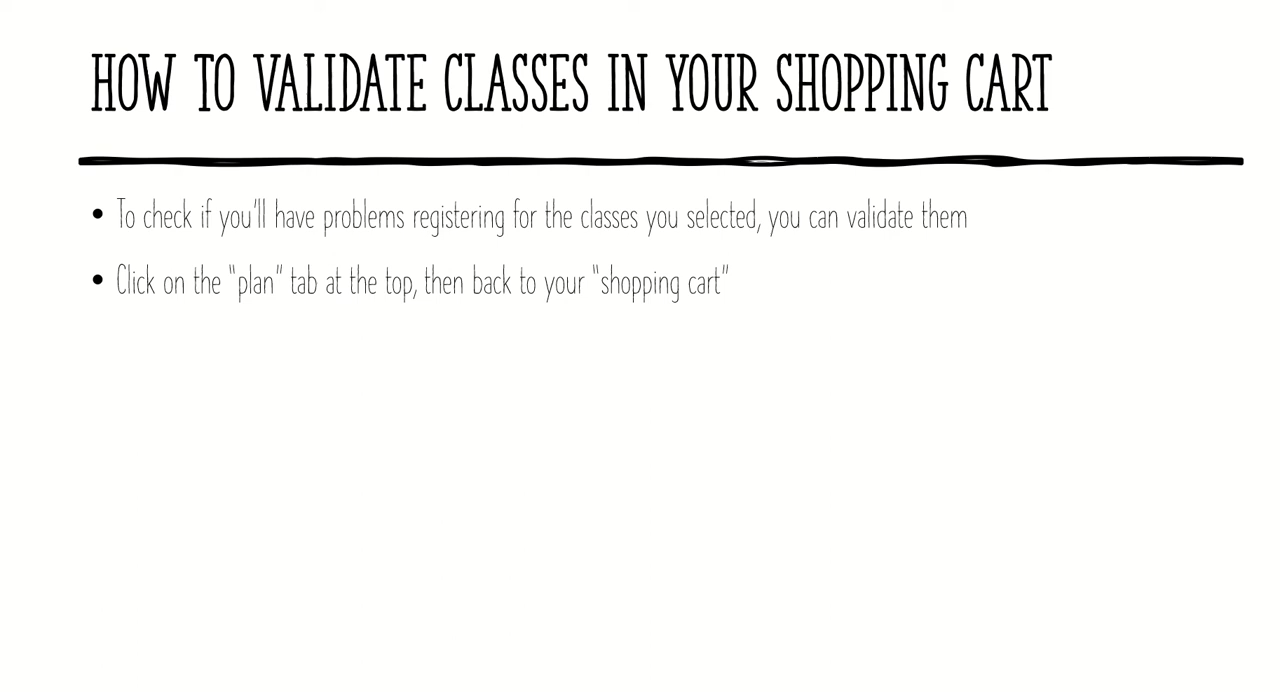 HOW TO VALIDATE CLASSES IN YOUR SHOPPING CART
• To check if you'll have problems registering for the classes you selected, you can validate them
• Click on the “plan” tab at the top, then back to your “shopping cart”